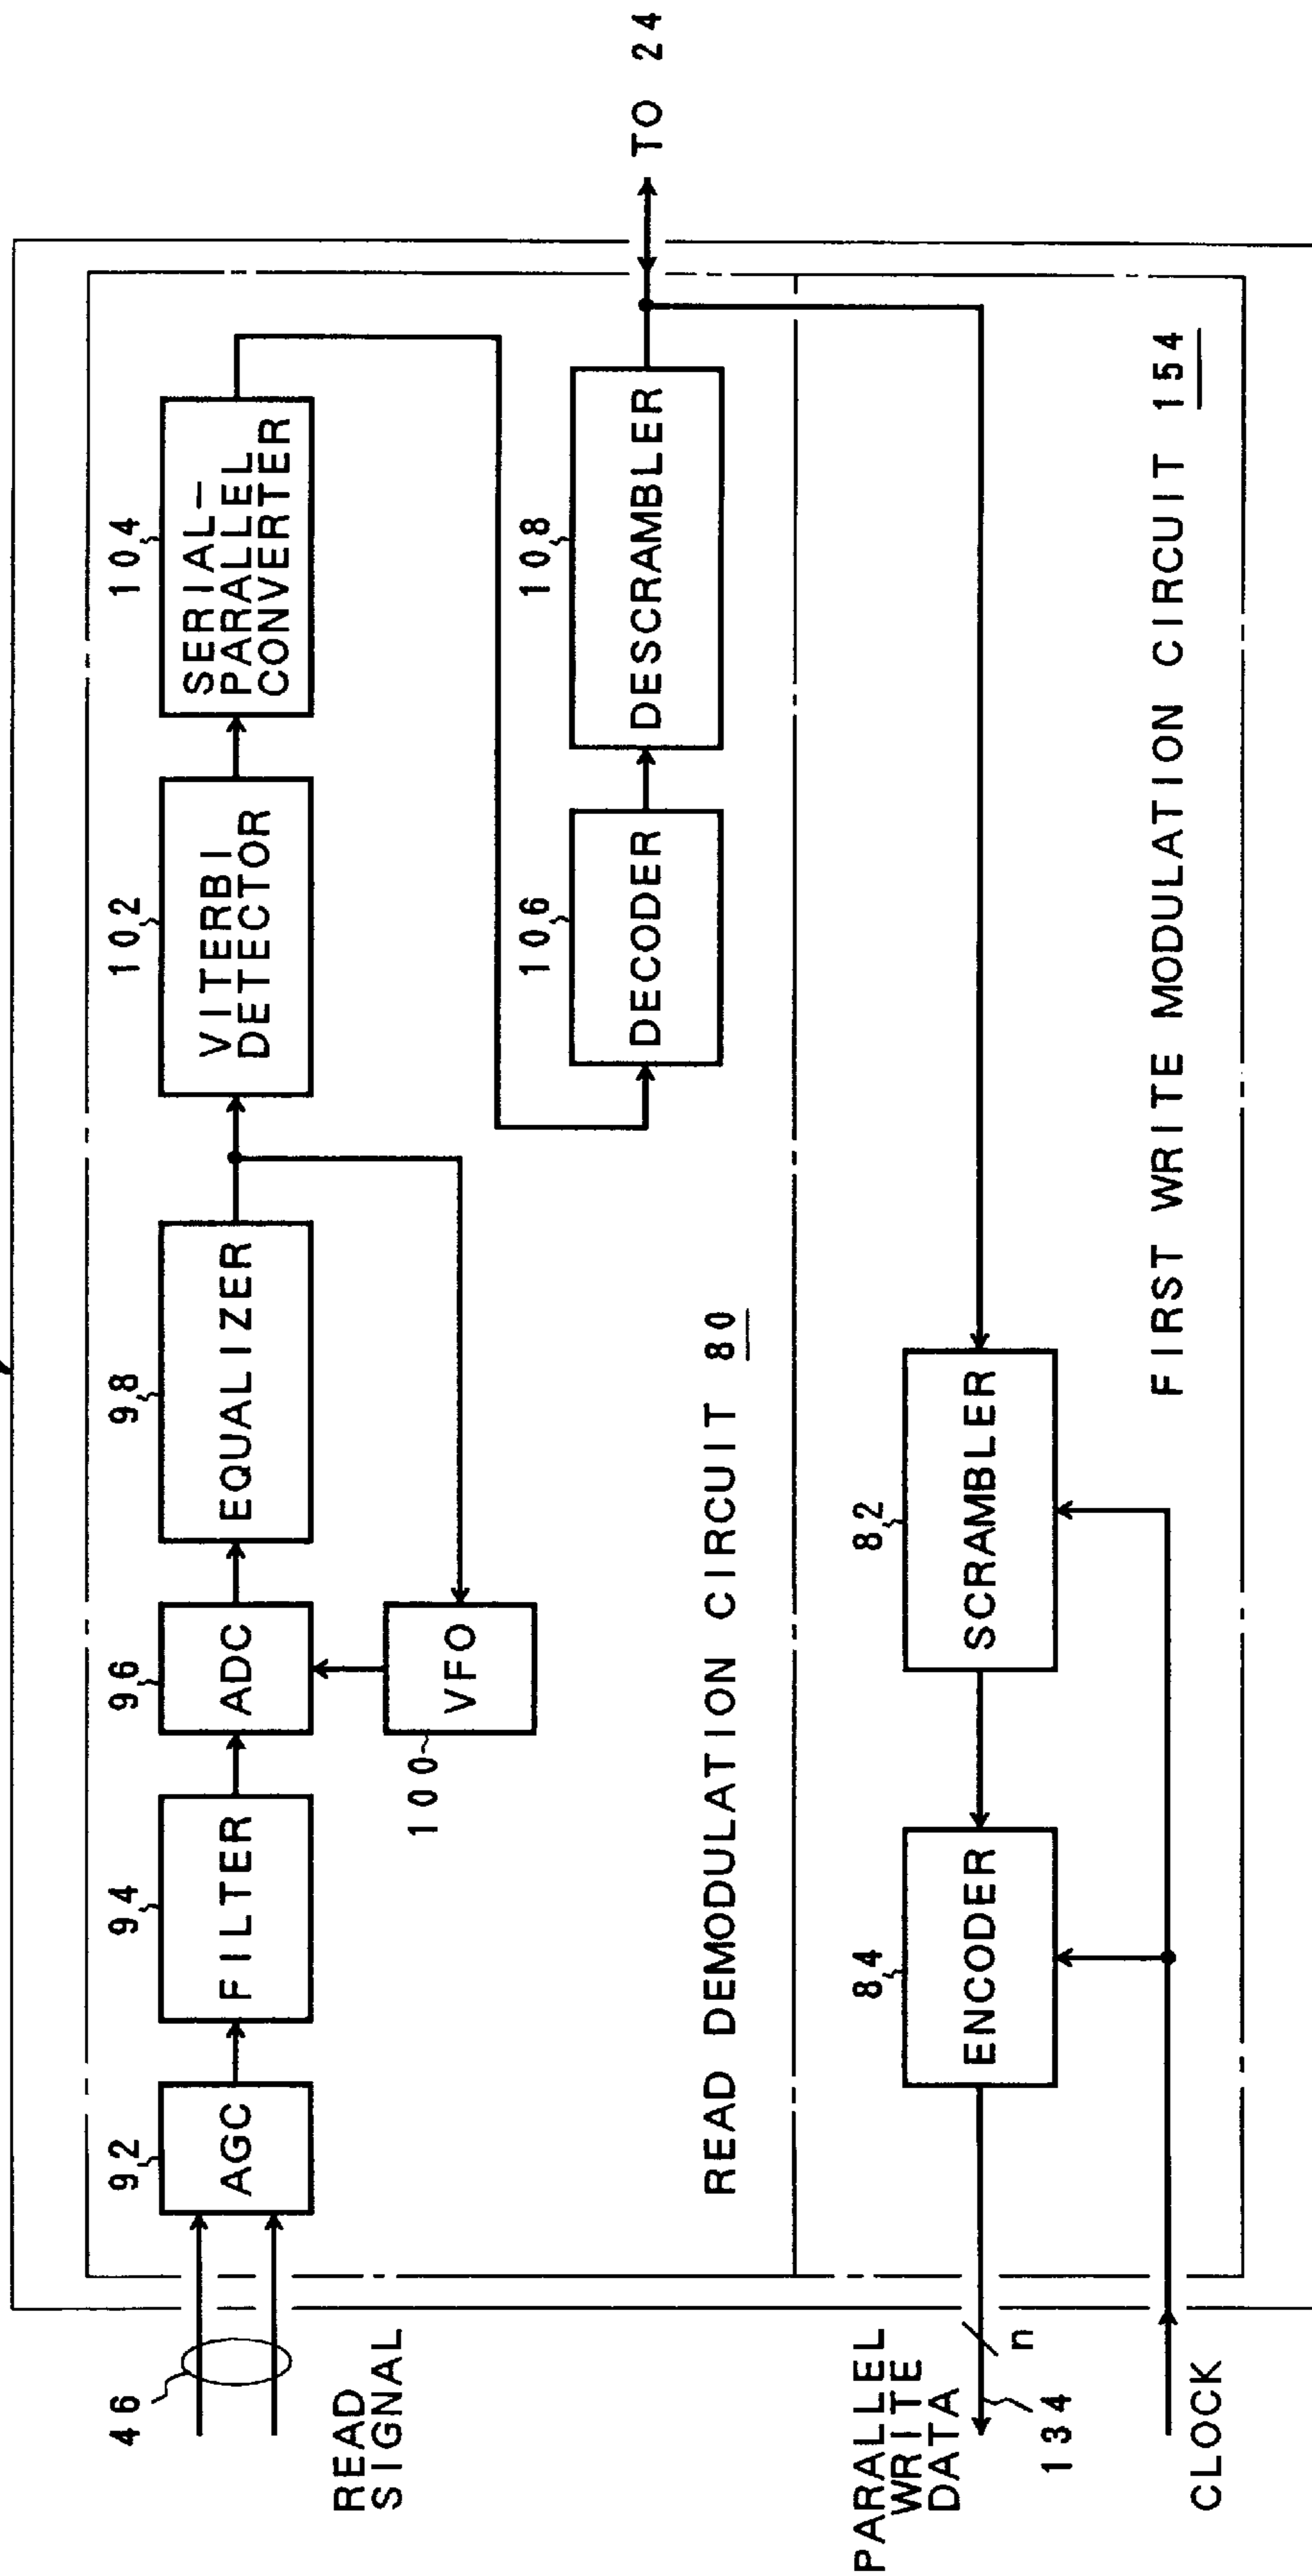 46
READ
SIGNAL
92
AGC
94
FILTER
96
ADC
98
EQUALIZER
100
VFO
102
VITERBI
DETECTOR
104
SERIAL-
PARALLEL
CONVERTER
106
DECODER
108
DESCRAMBLER
TO 24
READ DEMODULATION CIRCUIT 80
PARALLEL
WRITE
DATA
n
134
84
ENCODER
82
SCRAMBLER
CLOCK
FIRST WRITE MODULATION CIRCUIT 154